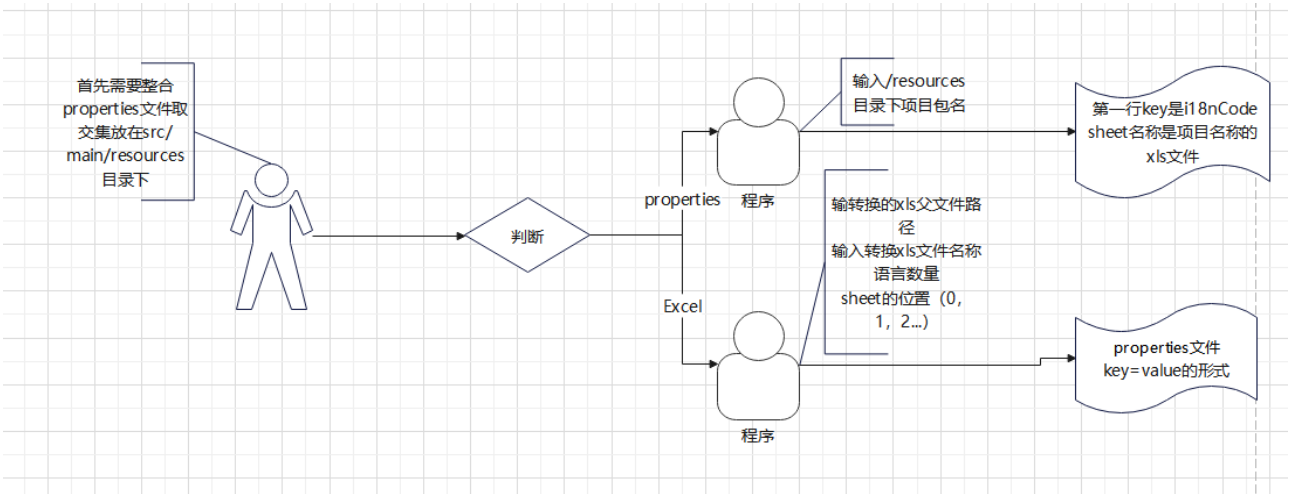 首先需要整合
properties文件取
交集放在src/
main/resources
目录下
判断
properties
Excel
程序
输入/resources
目录下项目包名
第一行key是i18nCode
sheet名称是项目名称的
xls文件
输转换的xls父文件路
径
输入转换xls文件名称
语言数量
sheet的位置（0，
1，2...）
程序
properties文件
key=value的形式